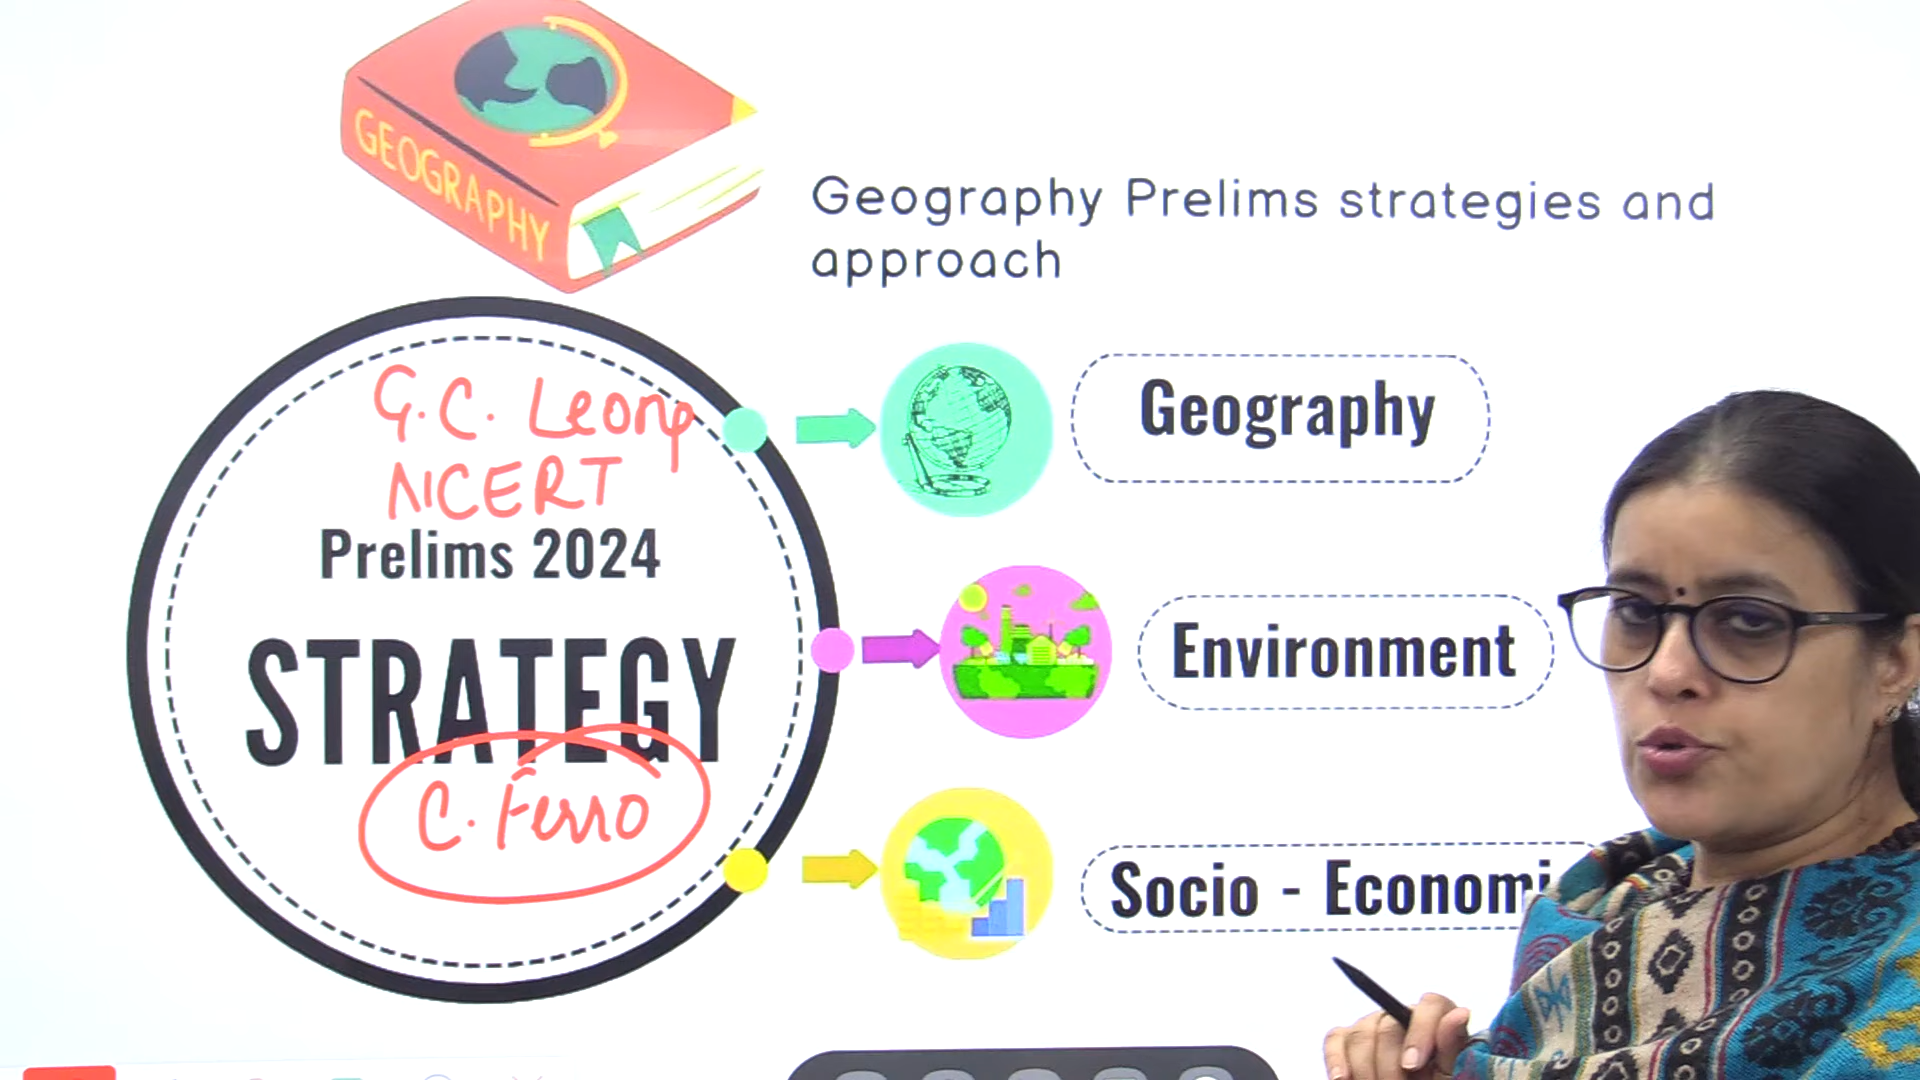 GEOGRAPHY
Geography Prelims strategies and
approach
G.C. Leong
NCERT
Prelims 2024
STRATEGY
C. Ferro
Geography
Environment
Socio - Economi